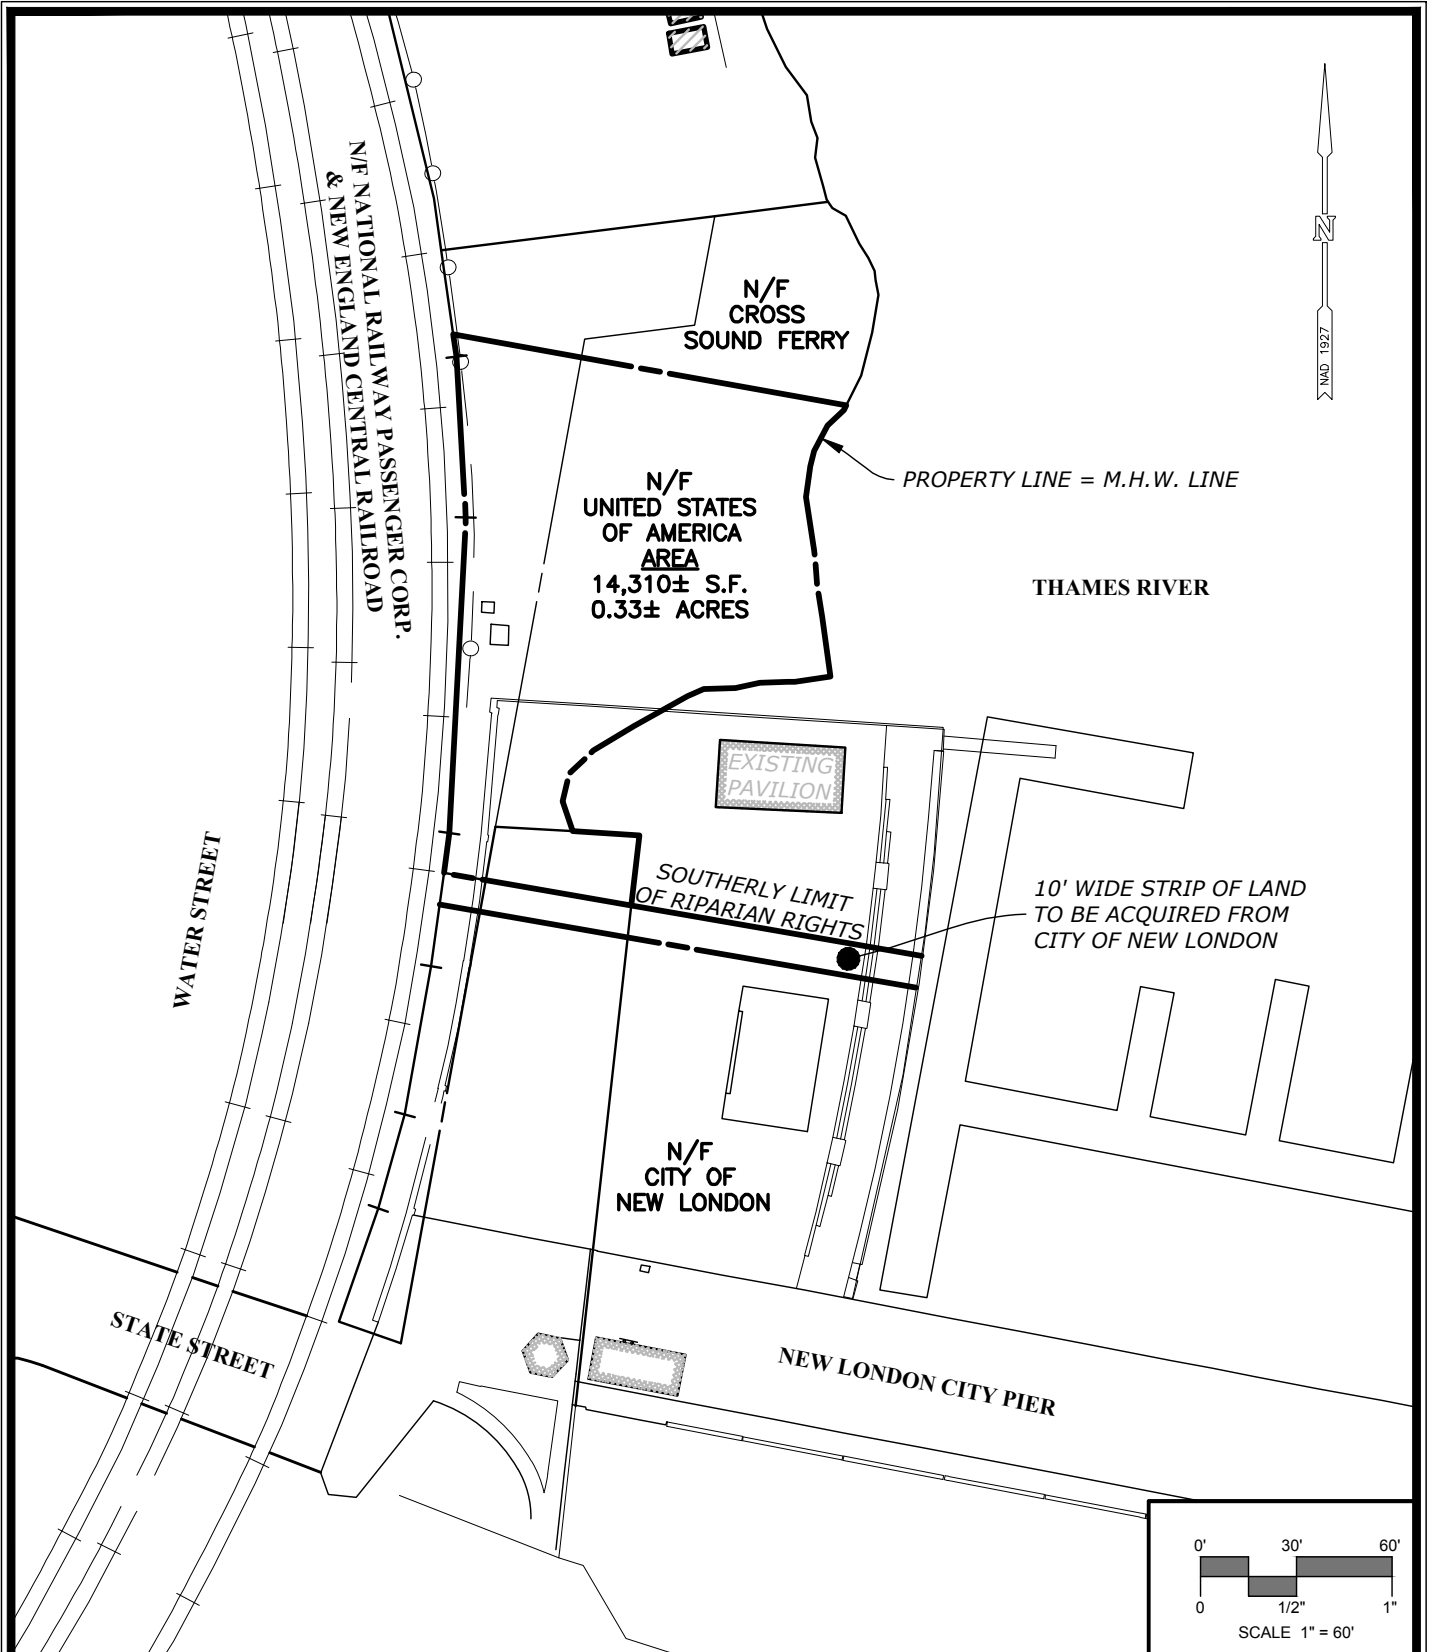 N/F NATIONAL RAILWAY PASSENGER CORP.
& NEW ENGLAND CENTRAL RAILROAD
N
NAD 1927
N/F
CROSS
SOUND FERRY
PROPERTY LINE = M.H.W. LINE
N/F
UNITED STATES
OF AMERICA
AREA
14,310± S.F.
0.33± ACRES
THAMES RIVER
EXISTING
PAVILION
WATER STREET
SOUTHERLY LIMIT
OF RIPARIAN RIGHTS
10' WIDE STRIP OF LAND
TO BE ACQUIRED FROM
CITY OF NEW LONDON
N/F
CITY OF
NEW LONDON
STATE STREET
NEW LONDON CITY PIER
0' 30' 60'
0 1/2" 1"
SCALE 1" = 60'